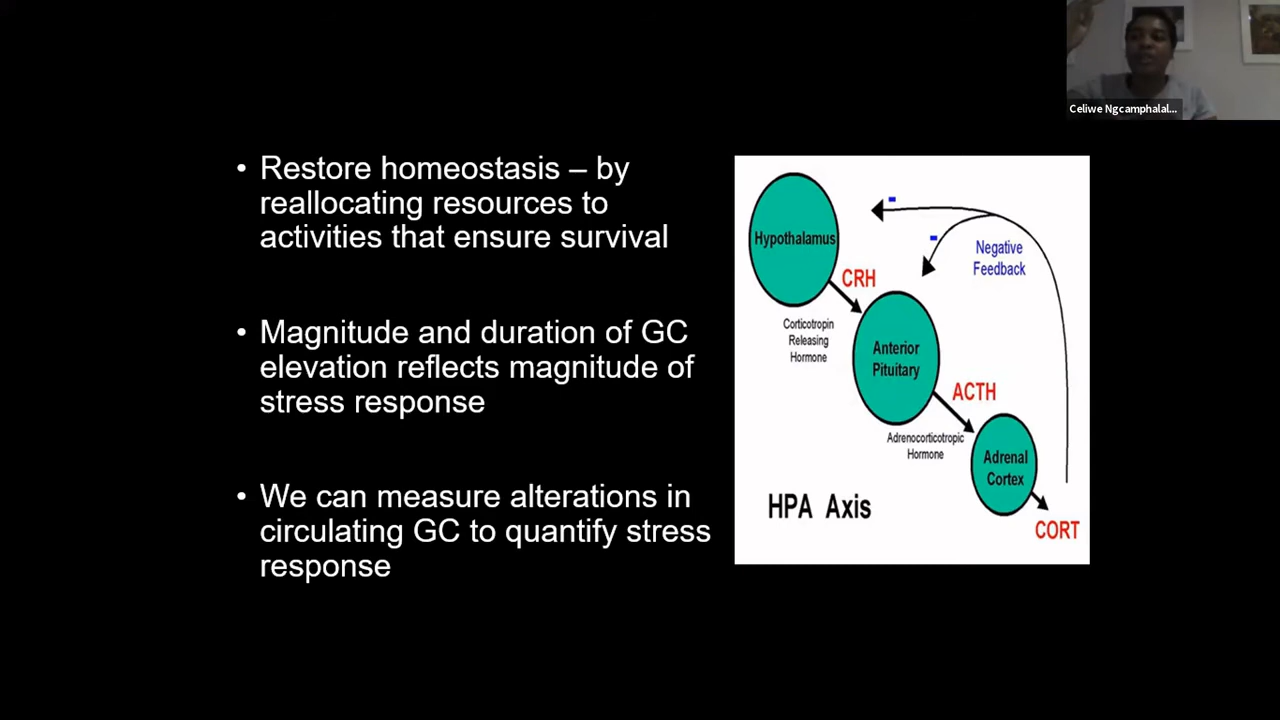 Celiwe Ngcamphalal...
• Restore homeostasis – by
reallocating resources to
activities that ensure survival
• Magnitude and duration of GC
elevation reflects magnitude of
stress response
• We can measure alterations in
circulating GC to quantify stress
response
Hypothalamus
-
-
Negative
Feedback
CRH
Corticotropin
Releasing
Hormone
Anterior
Pituitary
ACTH
Adrenocorticotropic
Hormone
Adrenal
Cortex
HPA Axis
CORT